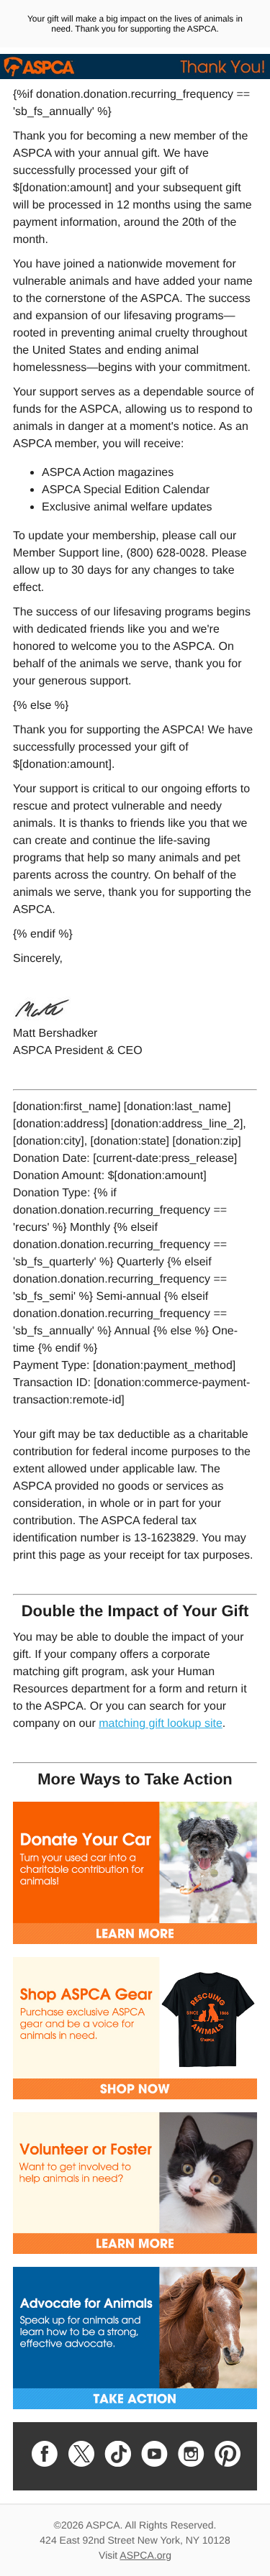 Your gift will make a big impact on the lives of animals in
need. Thank you for supporting the ASPCA.
ASPCA
Thank You!
{%if donation.donation.recurring_frequency ==
'sb_fs_annually' %}
Thank you for becoming a new member of the
ASPCA with your annual gift. We have
successfully processed your gift of
$[donation:amount] and your subsequent gift
will be processed in 12 months using the same
payment information, around the 20th of the
month.
You have joined a nationwide movement for
vulnerable animals and have added your name
to the cornerstone of the ASPCA. The success
and expansion of our lifesaving programs—
rooted in preventing animal cruelty throughout
the United States and ending animal
homelessness—begins with your commitment.
Your support serves as a dependable source of
funds for the ASPCA, allowing us to respond to
animals in danger at a moment's notice. As an
ASPCA member, you will receive:
• ASPCA Action magazines
• ASPCA Special Edition Calendar
• Exclusive animal welfare updates
To update your membership, please call our
Member Support line, (800) 628-0028. Please
allow up to 30 days for any changes to take
effect.
The success of our lifesaving programs begins
with dedicated friends like you and we're
honored to welcome you to the ASPCA. On
behalf of the animals we serve, thank you for
your generous support.
{% else %}
Thank you for supporting the ASPCA! We have
successfully processed your gift of
$[donation:amount].
Your support is critical to our ongoing efforts to
rescue and protect vulnerable and needy
animals. It is thanks to friends like you that we
can create and continue the life-saving
programs that help so many animals and pet
parents across the country. On behalf of the
animals we serve, thank you for supporting the
ASPCA.
{% endif %}
Sincerely,
Matt
Matt Bershadker
ASPCA President & CEO
[donation:first_name] [donation:last_name]
[donation:address] [donation:address_line_2],
[donation:city], [donation:state] [donation:zip]
Donation Date: [current-date:press_release]
Donation Amount: $[donation:amount]
Donation Type: {% if
donation.donation.recurring_frequency ==
'recurs' %} Monthly {% elseif
donation.donation.recurring_frequency ==
'sb_fs_quarterly' %} Quarterly {% elseif
donation.donation.recurring_frequency ==
'sb_fs_semi' %} Semi-annual {% elseif
donation.donation.recurring_frequency ==
'sb_fs_annually' %} Annual {% else %} One-
time {% endif %}
Payment Type: [donation:payment_method]
Transaction ID: [donation:commerce-payment-
transaction:remote-id]
Your gift may be tax deductible as a charitable
contribution for federal income purposes to the
extent allowed under applicable law. The
ASPCA provided no goods or services as
consideration, in whole or in part for your
contribution. The ASPCA federal tax
identification number is 13-1623829. You may
print this page as your receipt for tax purposes.
Double the Impact of Your Gift
You may be able to double the impact of your
gift. If your company offers a corporate
matching gift program, ask your Human
Resources department for a form and return it
to the ASPCA. Or you can search for your
company on our matching gift lookup site.
More Ways to Take Action
Donate Your Car
Turn your used car into a
charitable contribution for
animals!
LEARN MORE
Shop ASPCA Gear
Purchase exclusive ASPCA
gear and be a voice for
animals in need.
RESCUING
SINCE 1866
ANIMALS
ASPCA
SHOP NOW
Volunteer or Foster
Want to get involved to
help animals in need?
LEARN MORE
Advocate for Animals
Speak up for animals and
learn how to be a strong,
effective advocate.
TAKE ACTION
©2026 ASPCA. All Rights Reserved.
424 East 92nd Street New York, NY 10128
Visit ASPCA.org